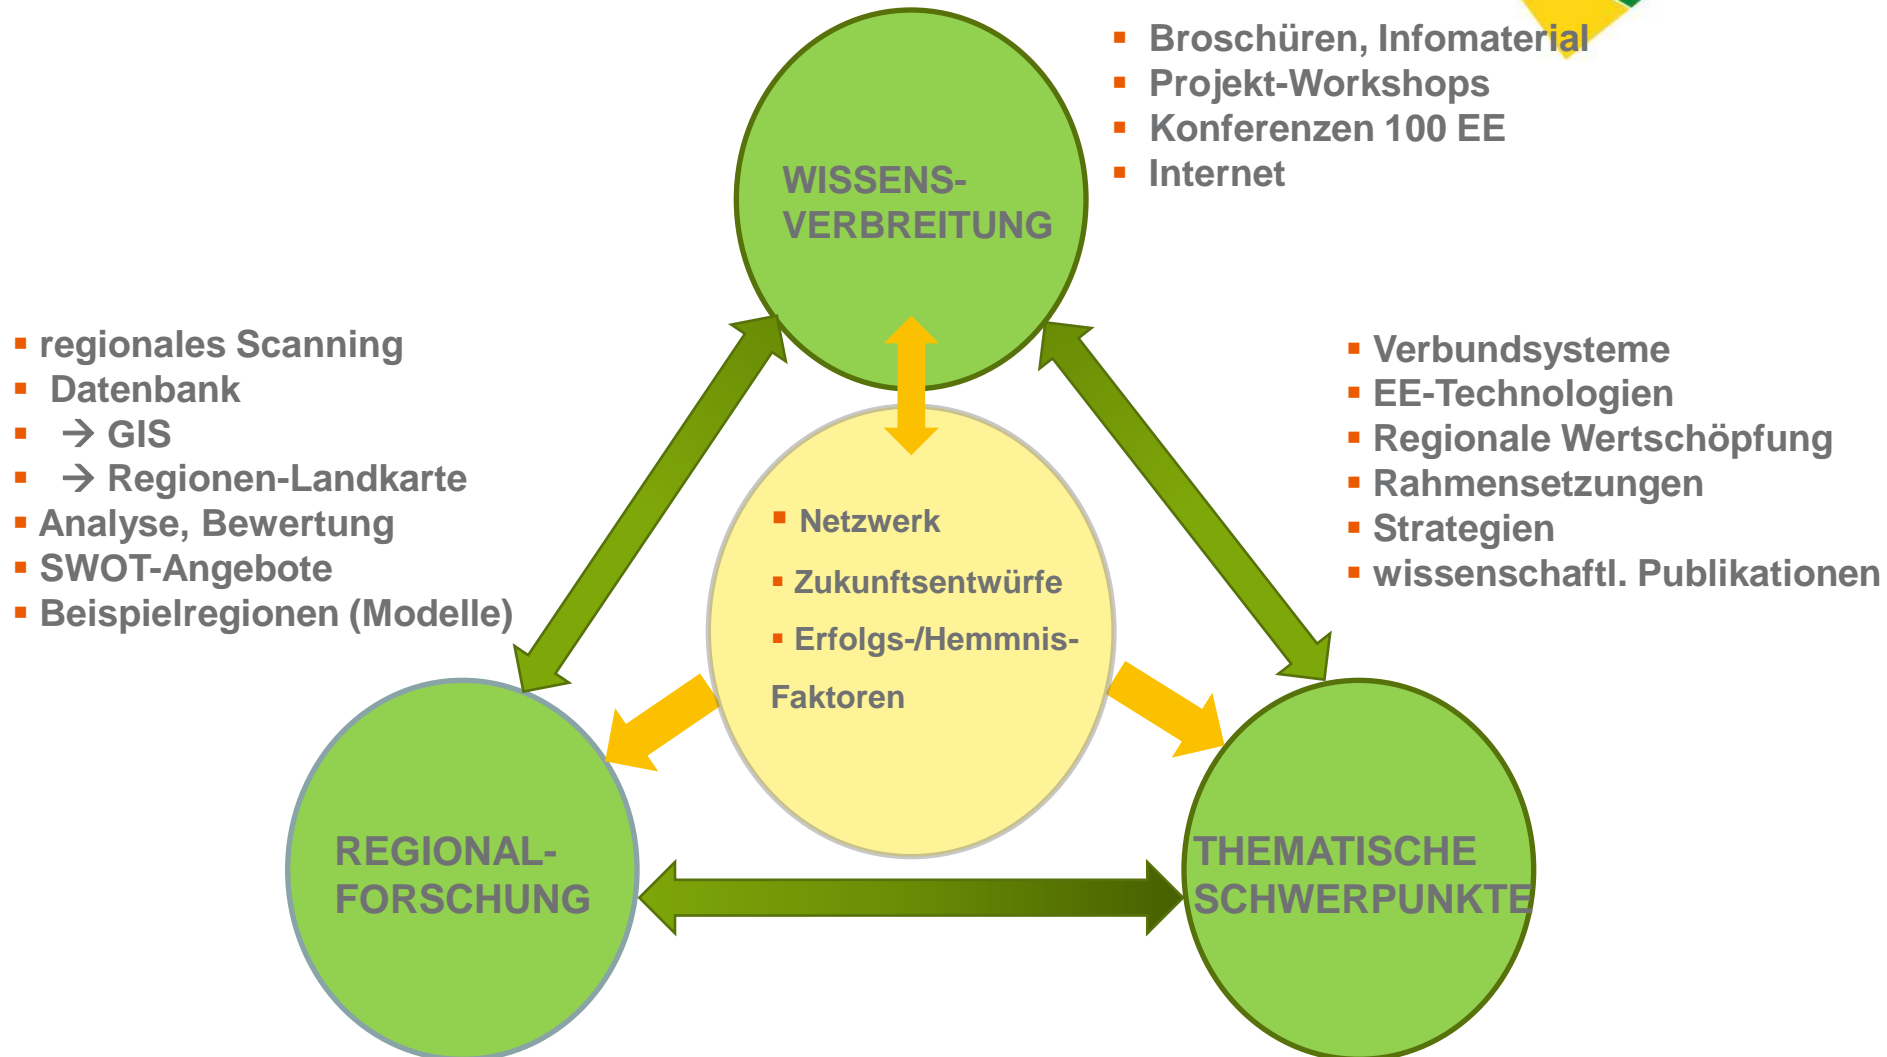 ▪ Broschüren, Infomaterial
▪ Projekt-Workshops
▪ Konferenzen 100 EE
▪ Internet
WISSENS-
VERBREITUNG
▪ regionales Scanning
▪ Datenbank
▪ → GIS
▪ → Regionen-Landkarte
▪ Analyse, Bewertung
▪ SWOT-Angebote
▪ Beispielregionen (Modelle)
▪ Verbundsysteme
▪ EE-Technologien
▪ Regionale Wertschöpfung
▪ Rahmensetzungen
▪ Strategien
▪ wissenschaftl. Publikationen
▪ Netzwerk
▪ Zukunftsentwürfe
▪ Erfolgs-/Hemmnis-
Faktoren
REGIONAL-
FORSCHUNG
THEMATISCHE
SCHWERPUNKTE